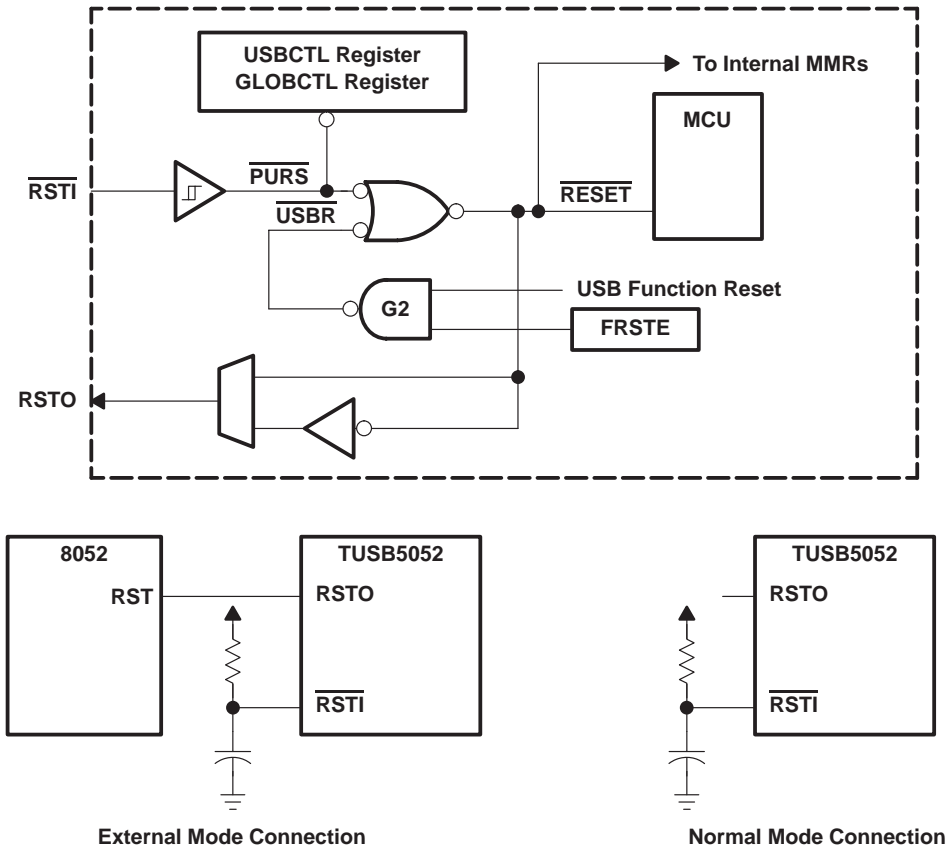 USBCTL Register
GLOBCTL Register
To Internal MMRs
MCU
RSTI
PURS
USBR
RESET
G2
USB Function Reset
FRSTE
RSTO
8052
RST
TUSB5052
RSTO
RSTI
External Mode Connection
TUSB5052
RSTO
RSTI
Normal Mode Connection